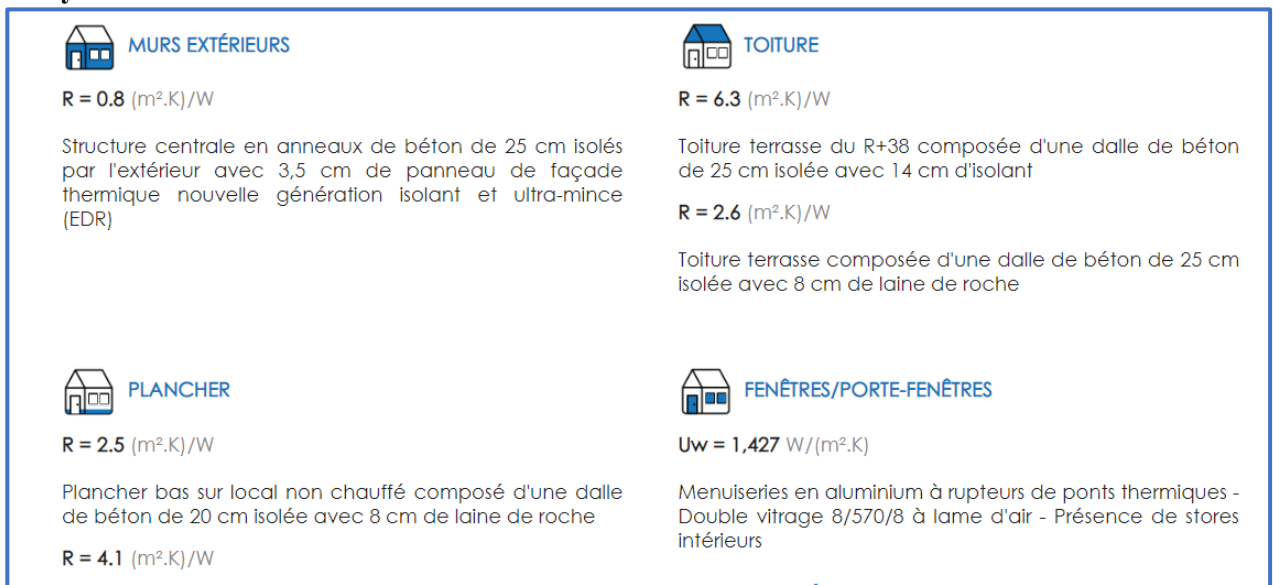 MURS EXTÉRIEURS
R = 0.8 (m².K)/W
Structure centrale en anneaux de béton de 25 cm isolés
par l'extérieur avec 3,5 cm de panneau de façade
thermique nouvelle génération isolant et ultra-mince
(EDR)
TOITURE
R = 6.3 (m².K)/W
Toiture terrasse du R+38 composée d'une dalle de béton
de 25 cm isolée avec 14 cm d'isolant
R = 2.6 (m².K)/W
Toiture terrasse composée d'une dalle de béton de 25 cm
isolée avec 8 cm de laine de roche
PLANCHER
R = 2.5 (m².K)/W
Plancher bas sur local non chauffé composé d'une dalle
de béton de 20 cm isolée avec 8 cm de laine de roche
R = 4.1 (m².K)/W
FENÊTRES/PORTE-FENÊTRES
Uw = 1,427 W/(m².K)
Menuiseries en aluminium à rupteurs de ponts thermiques -
Double vitrage 8/570/8 à lame d'air - Présence de stores
intérieurs